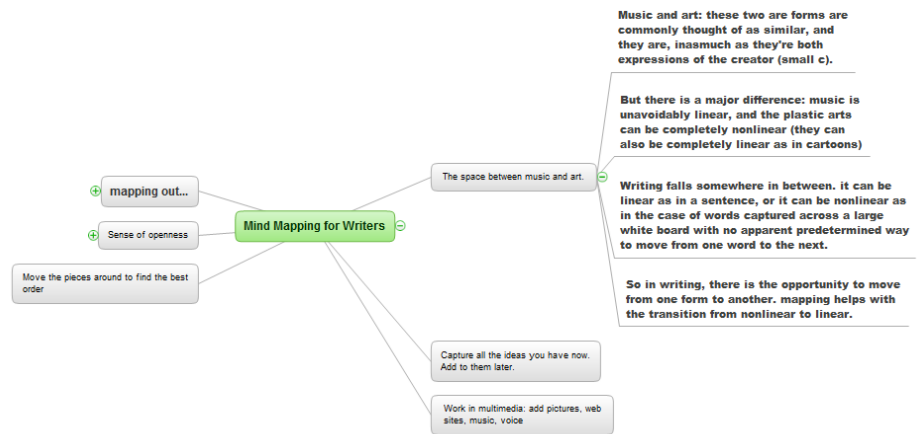 Music and art: these two are forms are
commonly thought of as similar, and
they are, inasmuch as they're both
expressions of the creator (small c).
But there is a major difference: music is
unavoidably linear, and the plastic arts
can be completely nonlinear (they can
also be completely linear as in cartoons)
The space between music and art.
mapping out...
Writing falls somewhere in between. it can be
linear as in a sentence, or it can be nonlinear as
in the case of words captured across a large
white board with no apparent predetermined way
to move from one word to the next.
Mind Mapping for Writers
Sense of openness
Move the pieces around to find the best
order
So in writing, there is the opportunity to move
from one form to another. mapping helps with
the transition from nonlinear to linear.
Capture all the ideas you have now.
Add to them later.
Work in multimedia: add pictures, web
sites, music, voice